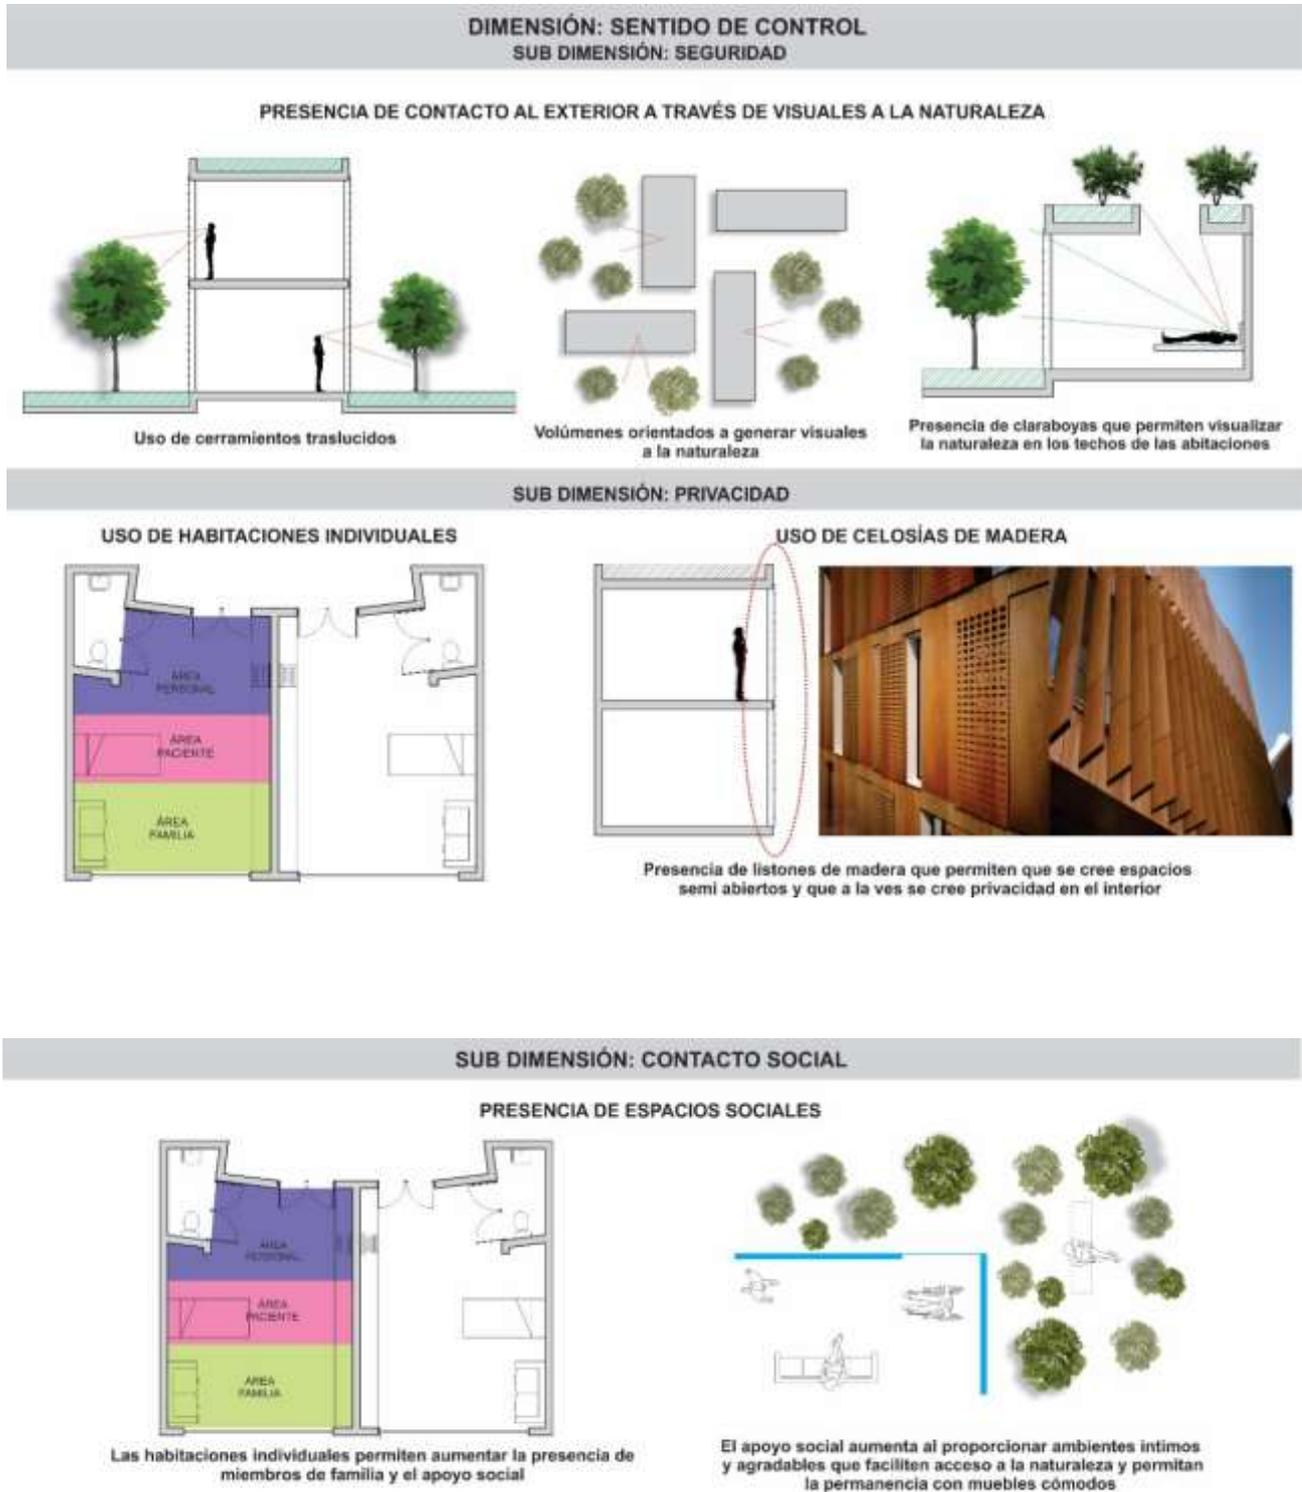 DIMENSIÓN: SENTIDO DE CONTROL
SUB DIMENSIÓN: SEGURIDAD
PRESENCIA DE CONTACTO AL EXTERIOR A TRAVÉS DE VISUALES A LA NATURALEZA
Uso de cerramientos traslucidos
Volúmenes orientados a generar visuales
a la naturaleza
Presencia de claraboyas que permiten visualizar
la naturaleza en los techos de las abitaciones
SUB DIMENSIÓN: PRIVACIDAD
USO DE HABITACIONES INDIVIDUALES
ÁREA
PERSONAL
ÁREA
PACIENTE
ÁREA
FAMILIA
USO DE CELOSÍAS DE MADERA
Presencia de listones de madera que permiten que se cree espacios
semi abiertos y que a la ves se cree privacidad en el interior
SUB DIMENSIÓN: CONTACTO SOCIAL
PRESENCIA DE ESPACIOS SOCIALES
ÁREA
PERSONAL
ÁREA
PACIENTE
ÁREA
FAMILIA
Las habitaciones individuales permiten aumentar la presencia de
miembros de familia y el apoyo social
El apoyo social aumenta al proporcionar ambientes intimos
y agradables que faciliten acceso a la naturaleza y permitan
la permanencia con muebles cómodos